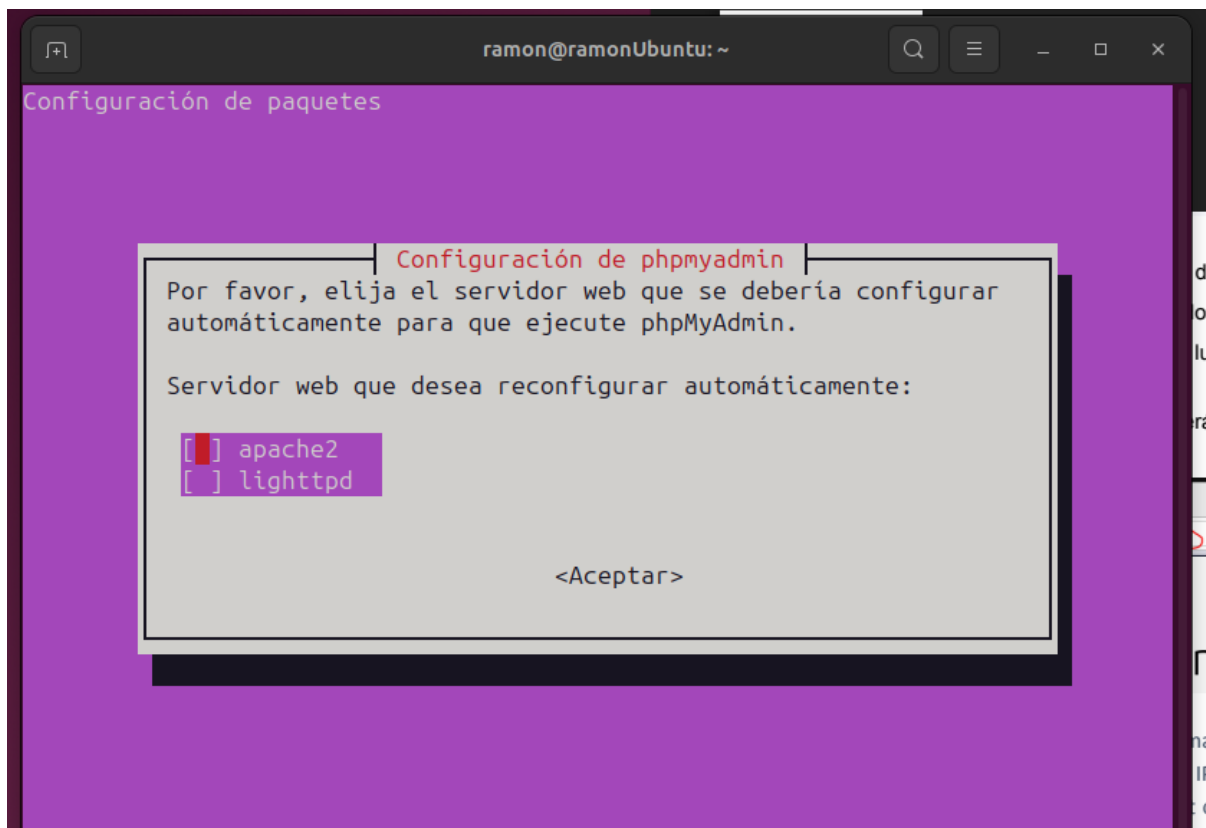 ramon@ramonUbuntu: ~
Configuración de paquetes
Configuración de phpmyadmin
Por favor, elija el servidor web que se debería configurar
automáticamente para que ejecute phpMyAdmin.
Servidor web que desea reconfigurar automáticamente:
[ ] apache2
[ ] lighttpd
<Aceptar>